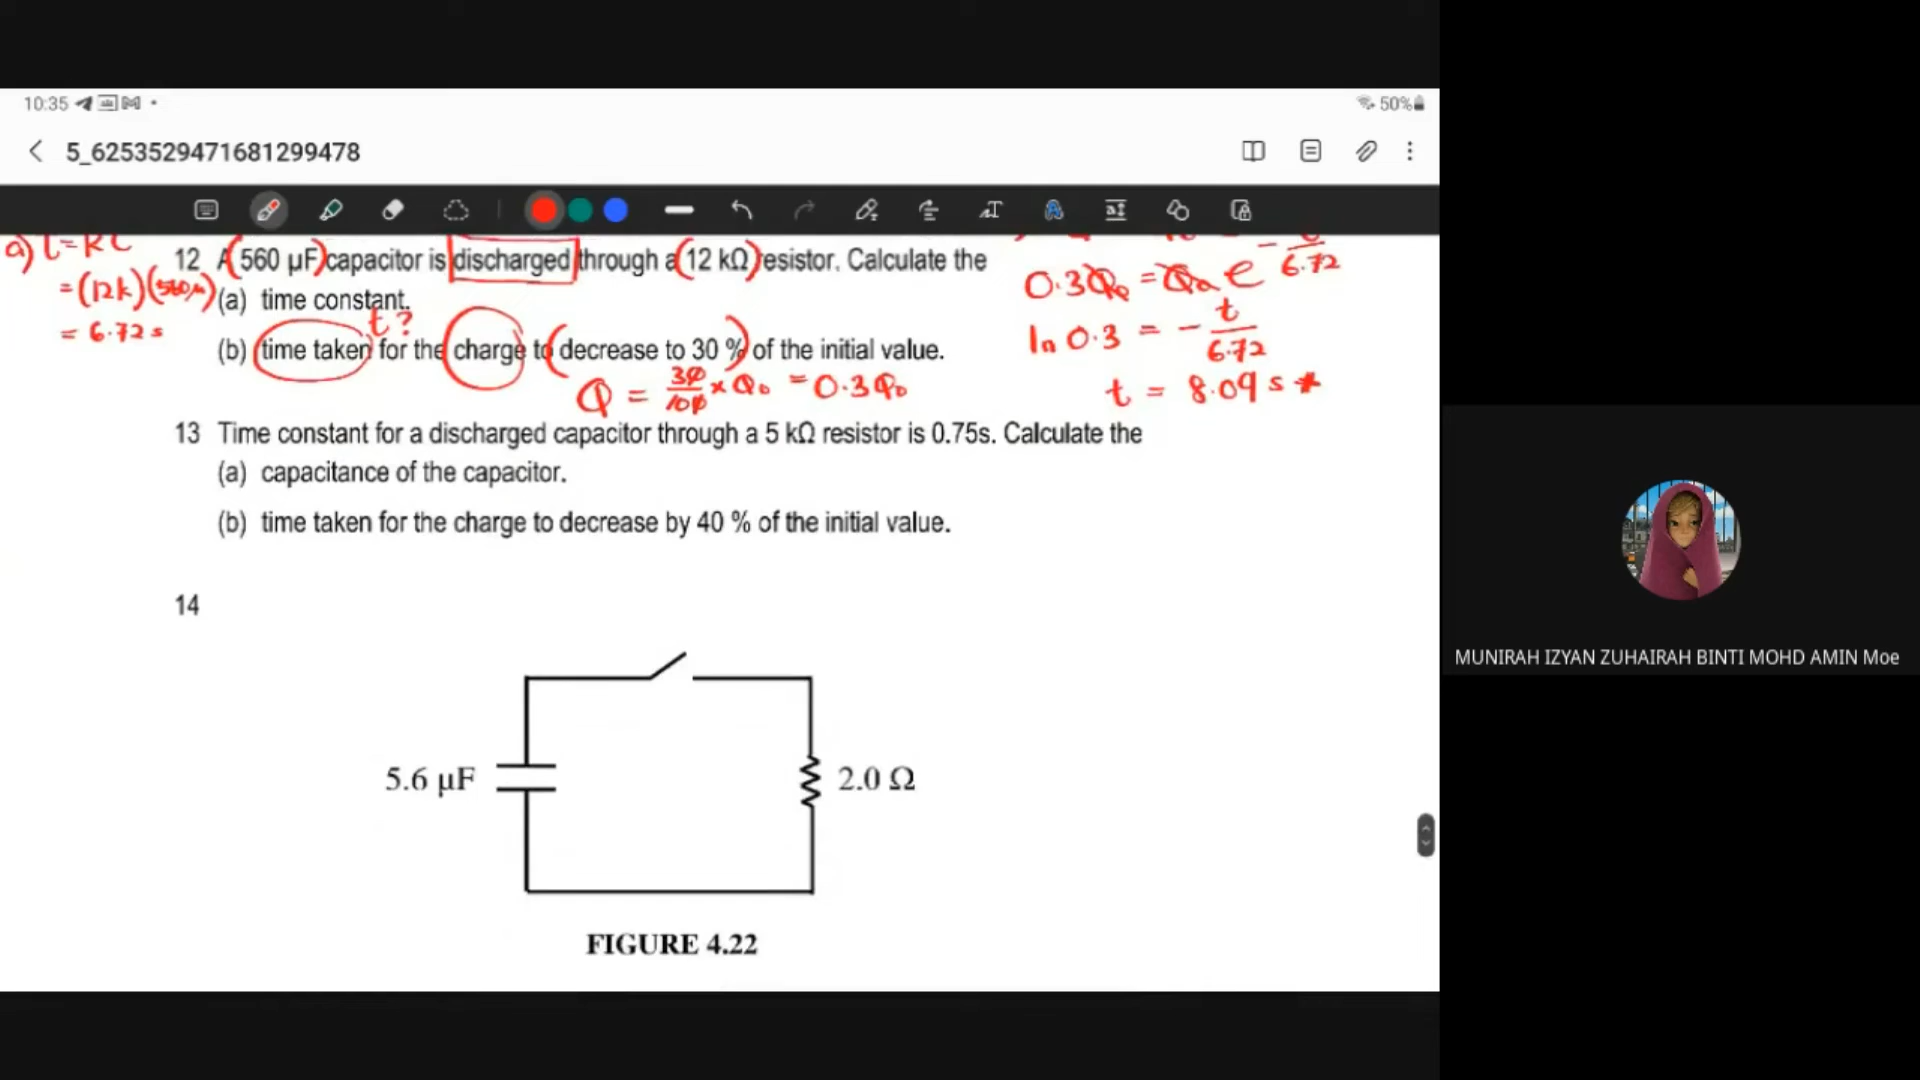 10:35 50%
5_6253529471681299478
a) τ = RC
12 A 560 µF capacitor is discharged through a 12 kΩ resistor. Calculate the
= (12k)(560µ)
(a) time constant.
= 6.72 s
t?
(b) time taken for the charge to decrease to 30 % of the initial value.
Q = 30/100 × Q₀ = 0.3 Q₀
0.3Q₀ = Q₀ e - t/6.72
ln 0.3 = - t/6.72
t = 8.09 s *
13 Time constant for a discharged capacitor through a 5 kΩ resistor is 0.75s. Calculate the
(a) capacitance of the capacitor.
(b) time taken for the charge to decrease by 40 % of the initial value.
14
5.6 µF
2.0 Ω
FIGURE 4.22
MUNIRAH IZYAN ZUHAIRAH BINTI MOHD AMIN Moe